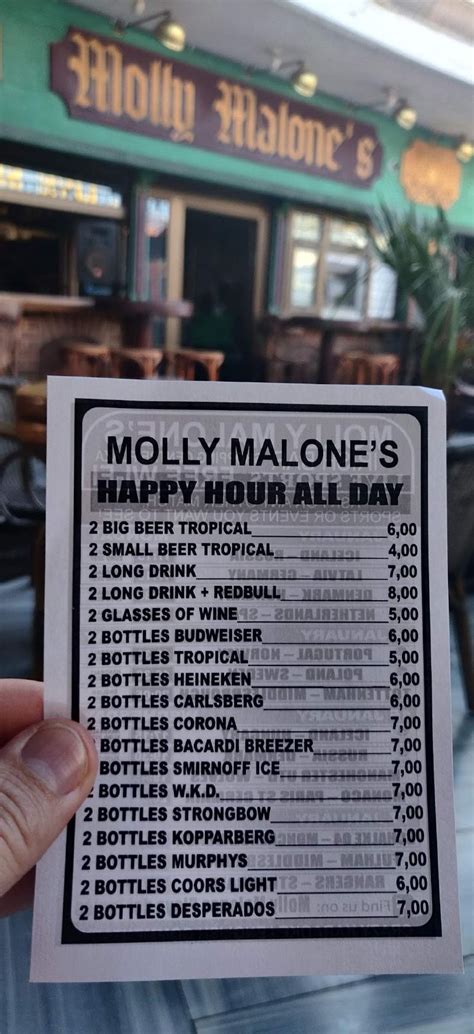 Molly Malone's
MOLLY MALONE'S
HAPPY HOUR ALL DAY
2 BIG BEER TROPICAL 6,00
2 SMALL BEER TROPICAL 4,00
2 LONG DRINK 7,00
2 LONG DRINK + REDBULL 8,00
2 GLASSES OF WINE 5,00
2 BOTTLES BUDWEISER 6,00
2 BOTTLES TROPICAL 5,00
2 BOTTLES HEINEKEN 6,00
2 BOTTLES CARLSBERG 6,00
2 BOTTLES CORONA 7,00
2 BOTTLES BACARDI BREEZER 7,00
2 BOTTLES SMIRNOFF ICE 7,00
2 BOTTLES W.K.D. 7,00
2 BOTTLES STRONGBOW 7,00
2 BOTTLES KOPPARBERG 7,00
2 BOTTLES MURPHYS 7,00
2 BOTTLES COORS LIGHT 6,00
2 BOTTLES DESPERADOS 7,00